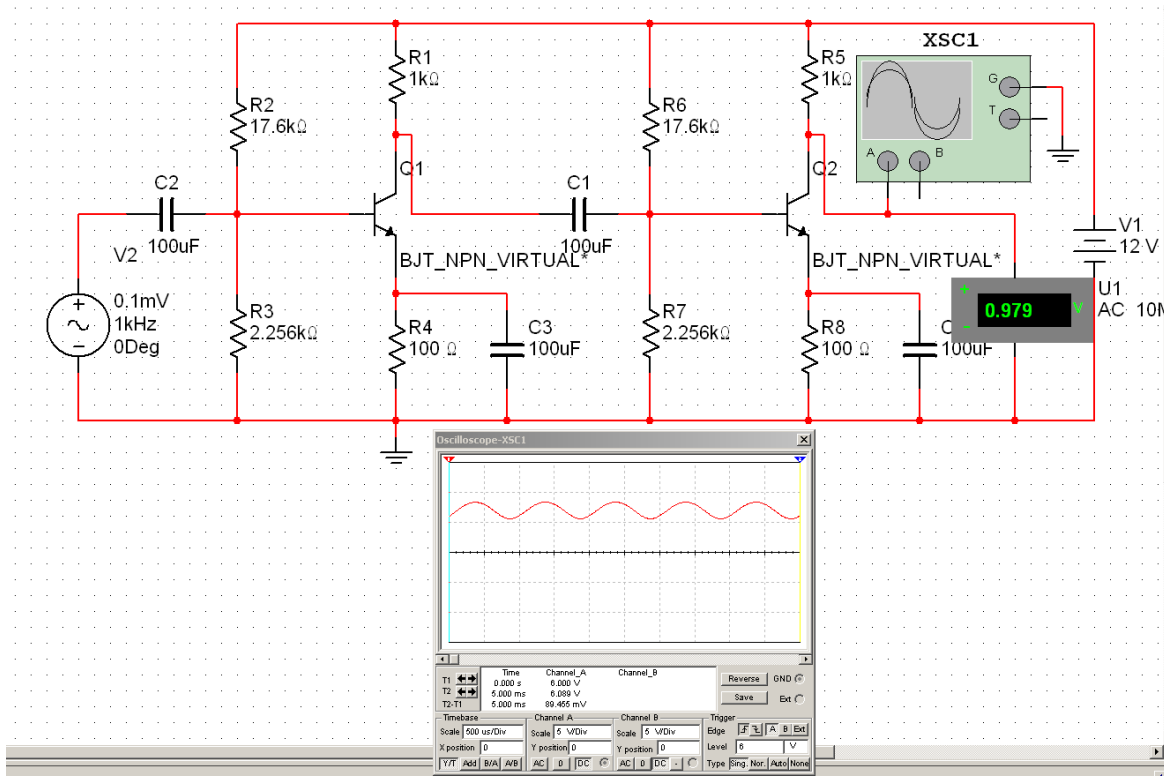 XSC1
G
T
A
B
R1
1kΩ
R5
1kΩ
R2
17.6kΩ
R6
17.6kΩ
Q1
Q2
C2
100uF
C1
100uF
V2
0.1mV
1kHz
0Deg
BJT_NPN_VIRTUAL*
BJT_NPN_VIRTUAL*
V1
12 V
R3
2.256kΩ
R4
100 Ω
C3
100uF
R7
2.256kΩ
R8
100 Ω
C
100uF
0.979
V
U1
AC 10M
Oscilloscope-XSC1
Time Channel_A Channel_B
T1 0.000 s 6.000 V
T2 5.000 ms 6.089 V
T2-T1 5.000 ms 89.455 mV
Reverse GND
Save Ext
Timebase Channel A Channel B Trigger
Scale 500 us/Div Scale 5 V/Div Scale 5 V/Div Edge A B Ext
X position 0 Y position 0 Y position 0 Level 6 V
Y/T Add B/A A/B AC 0 DC AC 0 DC - Type Sing. Nor. Auto None